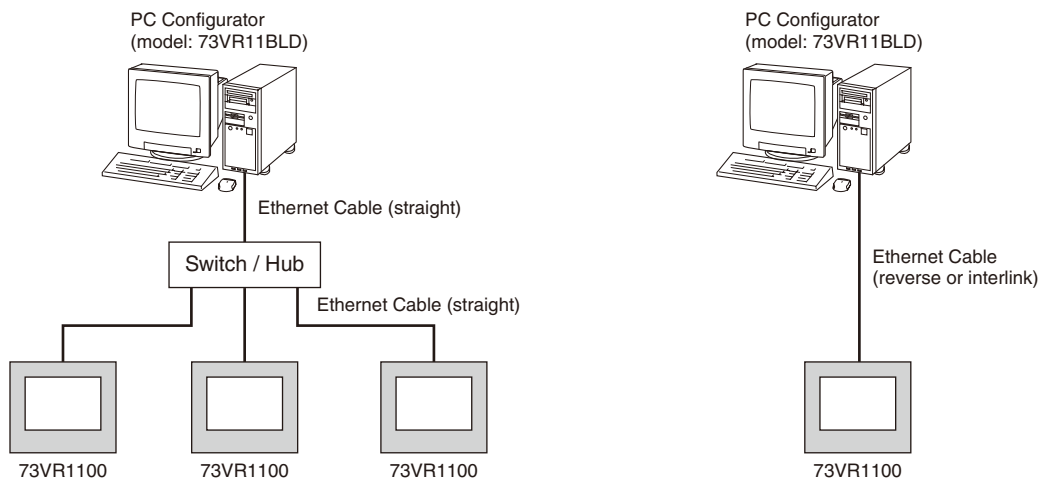 PC Configurator
(model: 73VR11BLD)
Ethernet Cable (straight)
Switch / Hub
Ethernet Cable (straight)
73VR1100
73VR1100
73VR1100
PC Configurator
(model: 73VR11BLD)
Ethernet Cable
(reverse or interlink)
73VR1100